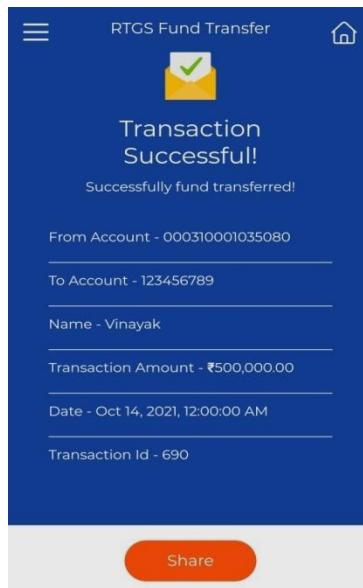 RTGS Fund Transfer
Transaction
Successful!
Successfully fund transferred!
From Account - 000310001035080
To Account - 123456789
Name - Vinayak
Transaction Amount - ₹500,000.00
Date - Oct 14, 2021, 12:00:00 AM
Transaction Id - 690
Share